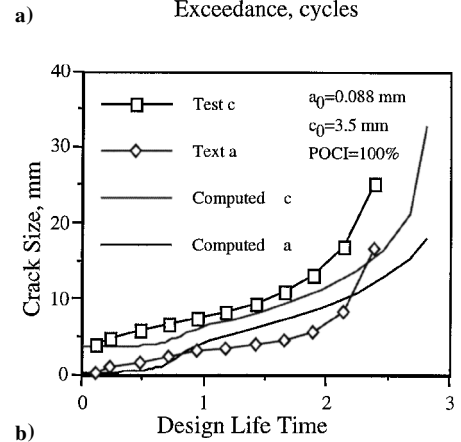 a)
Exceedance, cycles
40
30
20
10
0
Crack Size, mm
Test c
Text a
Computed c
Computed a
a0=0.088 mm
c0=3.5 mm
POCI=100%
0 1 2 3
Design Life Time
b)